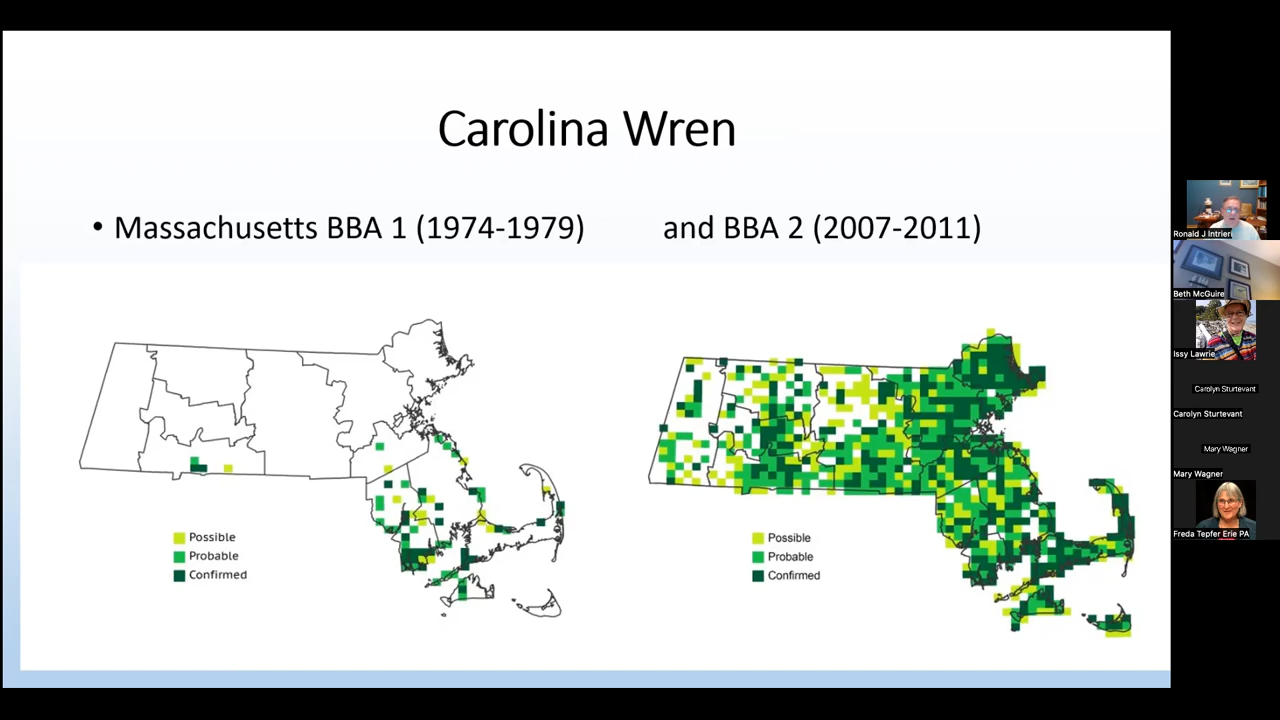 Carolina Wren
• Massachusetts BBA 1 (1974-1979) and BBA 2 (2007-2011)
Possible
Probable
Confirmed
Possible
Probable
Confirmed
Ronald J Intrieri
Beth McGuire
Issy Lawrie
Carolyn Sturtevant
Carolyn Sturtevant
Mary Wagner
Mary Wagner
Freda Tepfer Erie PA